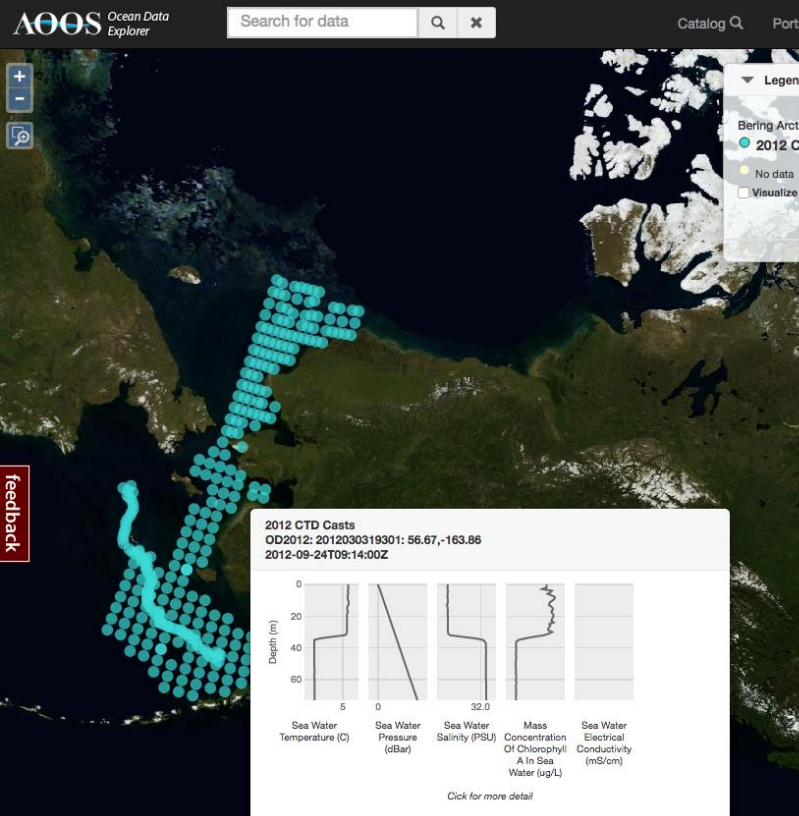 AOOS Ocean Data
Explorer
Search for data
Catalog
Port
+
-
Legen
Bering Arct
2012 C
No data
Visualize
feedback
2012 CTD Casts
OD2012: 2012030319301: 56.67,-163.86
2012-09-24T09:14:00Z
0
20
40
60
Depth (m)
5
0
32.0
Sea Water
Temperature (C)
Sea Water
Pressure
(dBar)
Sea Water
Salinity (PSU)
Mass
Concentration
Of Chlorophyll
A In Sea
Water (ug/L)
Sea Water
Electrical
Conductivity
(mS/cm)
Cick for more detail